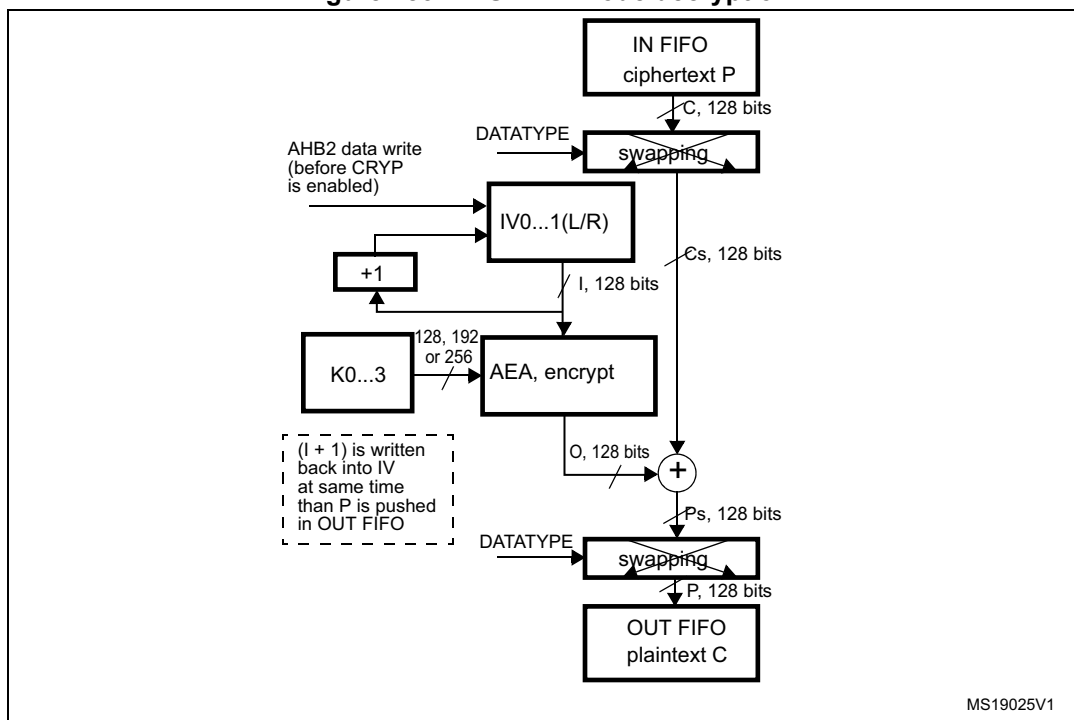 IN FIFO
ciphertext P
C, 128 bits
DATATYPE
swapping
AHB2 data write
(before CRYP
is enabled)
IV0...1(L/R)
Cs, 128 bits
+1
I, 128 bits
128, 192
or 256
K0...3
AEA, encrypt
(I + 1) is written
back into IV
at same time
than P is pushed
in OUT FIFO
O, 128 bits
+
Ps, 128 bits
DATATYPE
swapping
P, 128 bits
OUT FIFO
plaintext C
MS19025V1